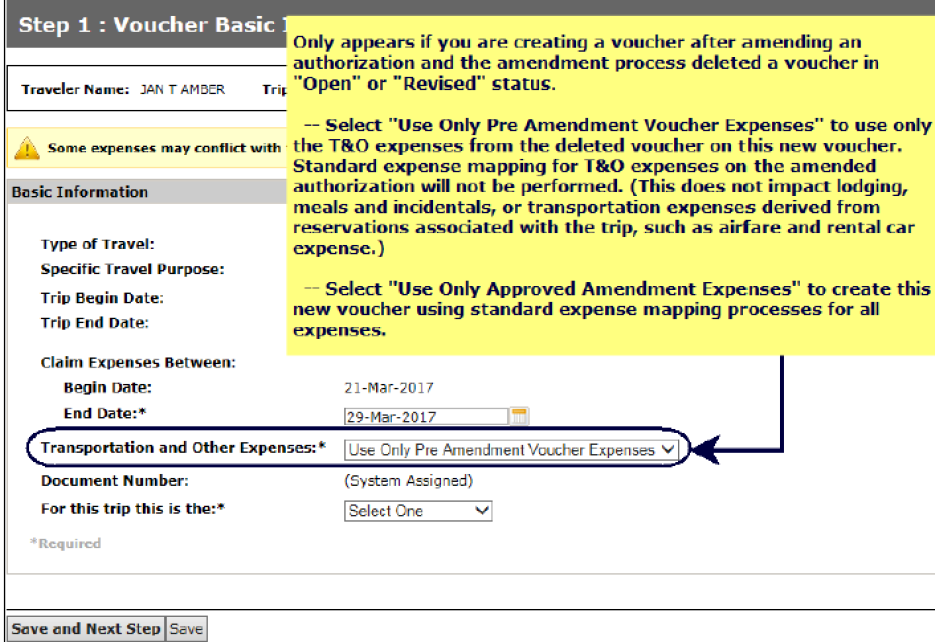 Step 1 : Voucher Basic
Only appears if you are creating a voucher after amending an
authorization and the amendment process deleted a voucher in
"Open" or "Revised" status.
Traveler Name: JAN T AMBER
-- Select "Use Only Pre Amendment Voucher Expenses" to use only
the T&O expenses from the deleted voucher on this new voucher.
Standard expense mapping for T&O expenses on the amended
authorization will not be performed. (This does not impact lodging,
meals and incidentals, or transportation expenses derived from
reservations associated with the trip, such as airfare and rental car
expense.)
-- Select "Use Only Approved Amendment Expenses" to create this
new voucher using standard expense mapping processes for all
expenses.
Some expenses may conflict with
Basic Information
Type of Travel:
Specific Travel Purpose:
Trip Begin Date:
Trip End Date:
Claim Expenses Between:
Begin Date: 21-Mar-2017
End Date:* 29-Mar-2017
Transportation and Other Expenses:* Use Only Pre Amendment Voucher Expenses
Document Number: (System Assigned)
For this trip this is the:* Select One
*Required
Save and Next Step Save